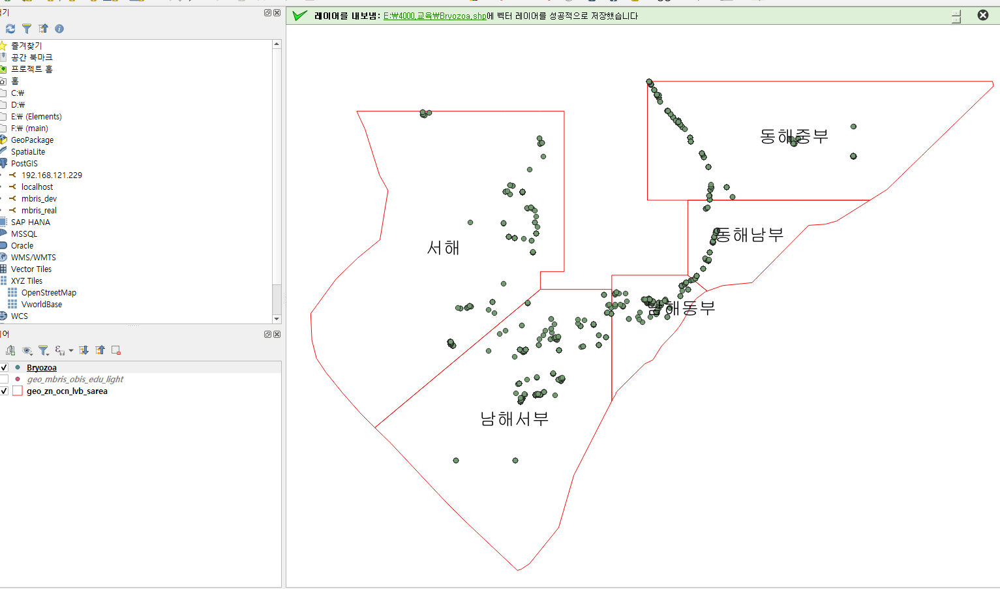 레이어를 내보냄: E:₩4000.교육₩Bryozoa.shp에 벡터 레이어를 성공적으로 저장했습니다
즐겨찾기
공간 북마크
프로젝트 홈
홈
C:₩
D:₩
E:₩ (Elements)
F:₩ (main)
GeoPackage
SpatiaLite
PostGIS
192.168.121.229
localhost
mbris_dev
mbris_real
SAP HANA
MSSQL
Oracle
WMS/WMTS
Vector Tiles
XYZ Tiles
OpenStreetMap
VworldBase
WCS
어
Bryozoa
geo_mbris_obis_edu_light
geo_zn_ocn_lvb_sarea
동해중부
동해남부
서해
남해동부
남해서부